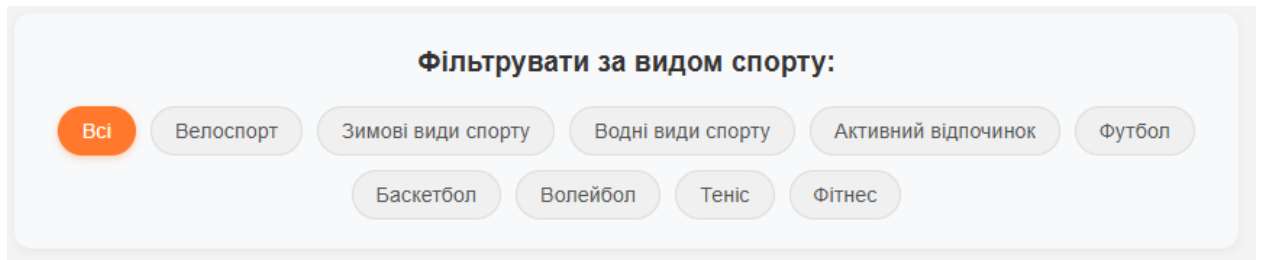 Фільтрувати за видом спорту:
Всі Велоспорт Зимові види спорту Водні види спорту Активний відпочинок Футбол
Баскетбол Волейбол Теніс Фітнес